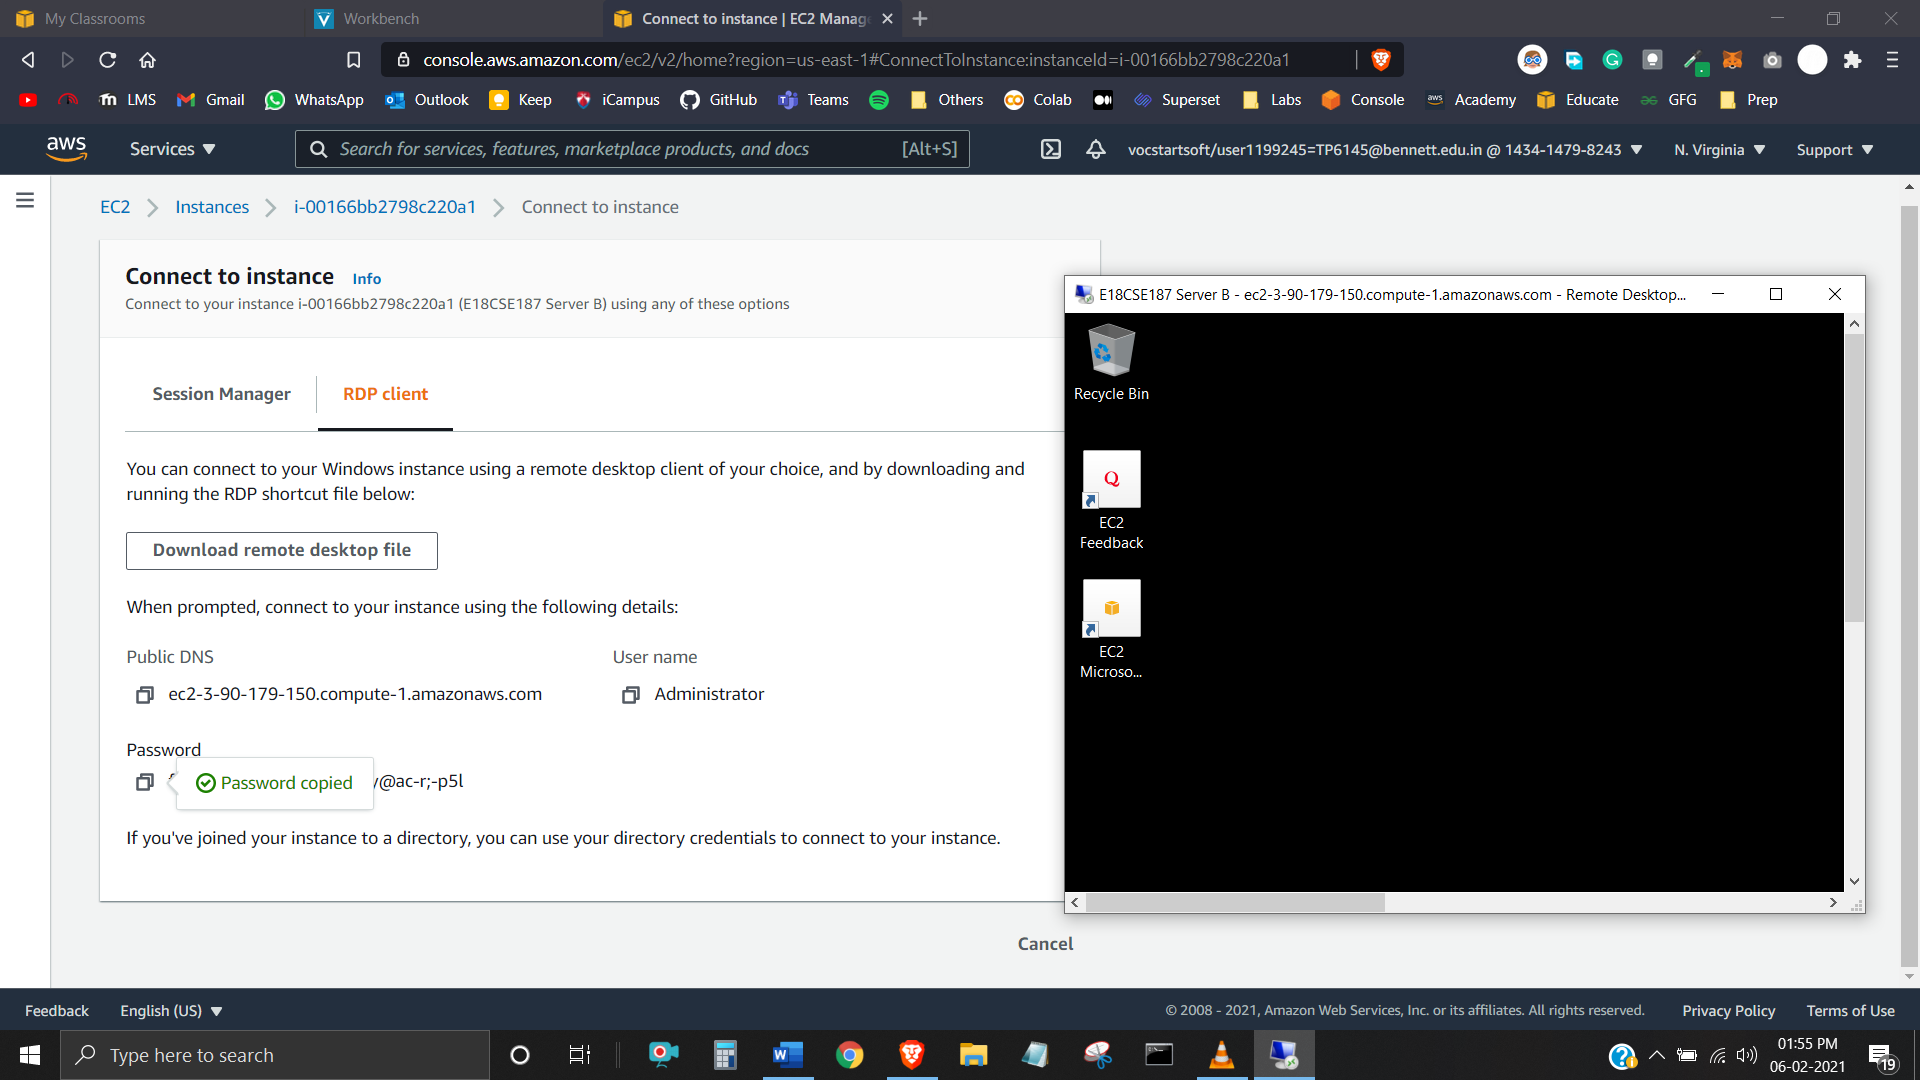 My Classrooms
Workbench
Connect to instance | EC2 Manag
console.aws.amazon.com/ec2/v2/home?region=us-east-1#ConnectToInstance:instanceId=i-00166bb2798c220a1
LMS Gmail WhatsApp Outlook Keep iCampus GitHub Teams Others Colab Superset Labs Console aws Academy Educate GFG Prep
aws Services Search for services, features, marketplace products, and docs [Alt+S] vocstartsoft/user1199245=TP6145@bennett.edu.in @ 1434-1479-8243 N. Virginia Support
EC2 Instances i-00166bb2798c220a1 Connect to instance
Connect to instance Info
Connect to your instance i-00166bb2798c220a1 (E18CSE187 Server B) using any of these options
Session Manager RDP client
You can connect to your Windows instance using a remote desktop client of your choice, and by downloading and
running the RDP shortcut file below:
Download remote desktop file
When prompted, connect to your instance using the following details:
Public DNS User name
ec2-3-90-179-150.compute-1.amazonaws.com Administrator
Password
Password copied y@ac-r;-p5l
If you've joined your instance to a directory, you can use your directory credentials to connect to your instance.
Cancel
E18CSE187 Server B - ec2-3-90-179-150.compute-1.amazonaws.com - Remote Desktop...
Recycle Bin
Q
EC2
Feedback
EC2
Microso...
Feedback English (US) © 2008 - 2021, Amazon Web Services, Inc. or its affiliates. All rights reserved. Privacy Policy Terms of Use
Type here to search
01:55 PM
06-02-2021
19